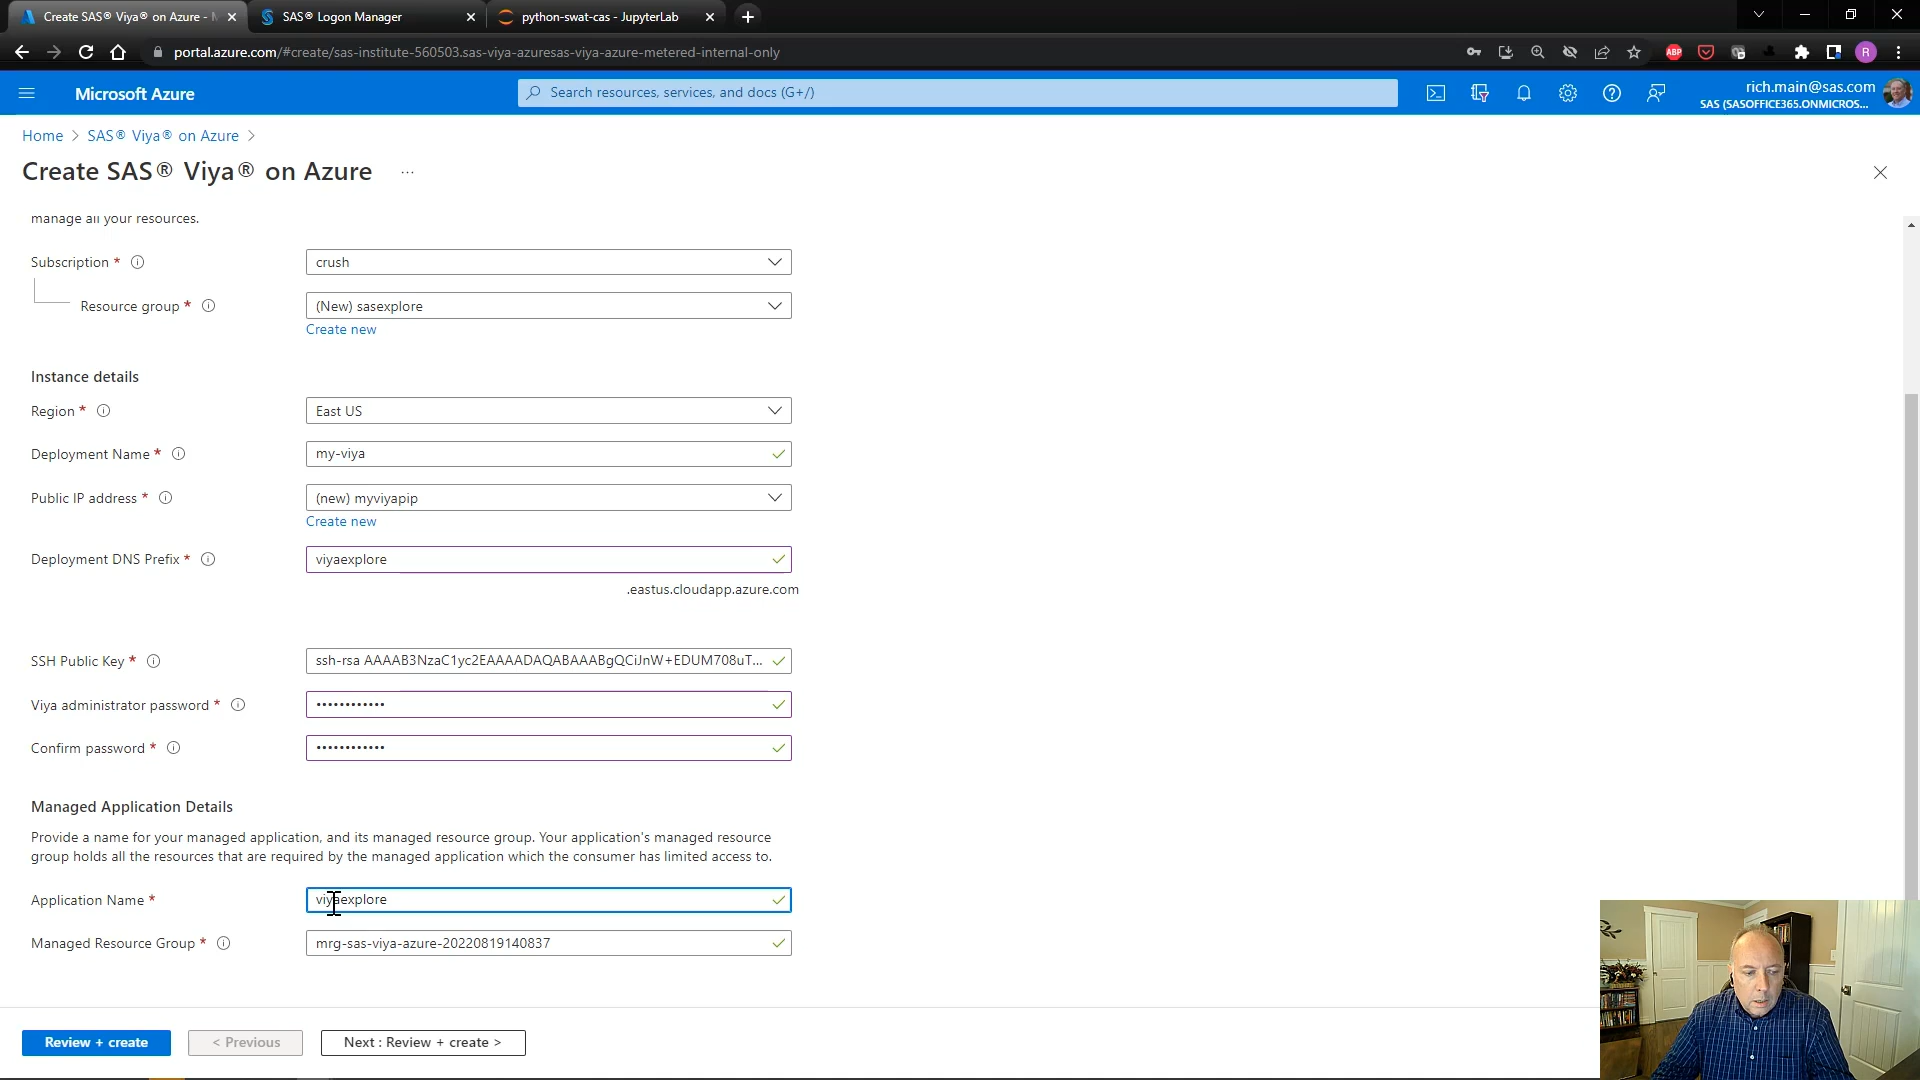 Create SAS® Viya® on Azure - M
SAS® Logon Manager
python-swat-cas - JupyterLab
portal.azure.com/#create/sas-institute-560503.sas-viya-azuresas-viya-azure-metered-internal-only
ABP
R
Microsoft Azure
Search resources, services, and docs (G+/)
rich.main@sas.com
SAS (SASOFFICE365.ONMICROS...
Home > SAS® Viya® on Azure >
Create SAS® Viya® on Azure ...
manage all your resources.
Subscription *
crush
Resource group *
(New) sasexplore
Create new
Instance details
Region *
East US
Deployment Name *
my-viya
Public IP address *
(new) myviyapip
Create new
Deployment DNS Prefix *
viyaexplore
.eastus.cloudapp.azure.com
SSH Public Key *
ssh-rsa AAAAB3NzaC1yc2EAAAADAQABAAABgQCiJnW+EDUM708uT...
Viya administrator password *
••••••••••••
Confirm password *
••••••••••••
Managed Application Details
Provide a name for your managed application, and its managed resource group. Your application's managed resource
group holds all the resources that are required by the managed application which the consumer has limited access to.
Application Name *
viyaexplore
Managed Resource Group *
mrg-sas-viya-azure-20220819140837
Review + create
< Previous
Next : Review + create >